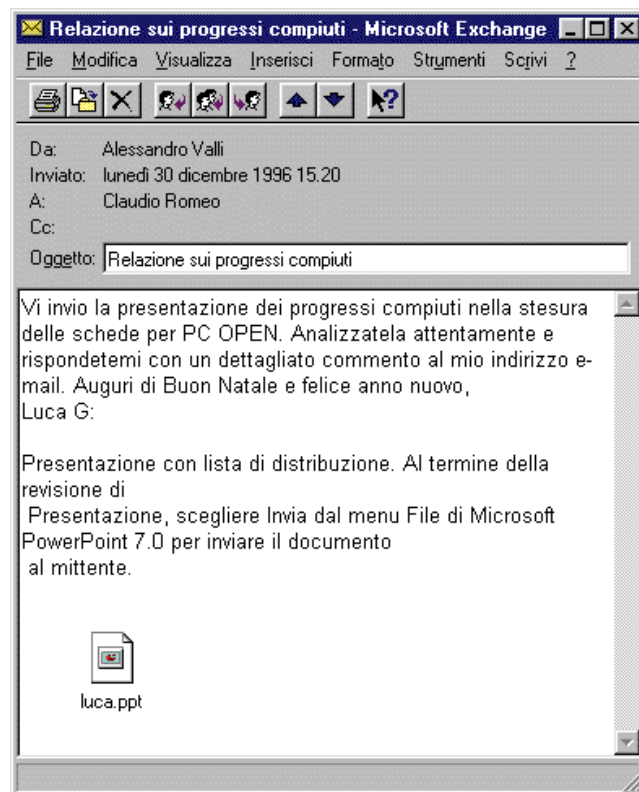 Relazione sui progressi compiuti - Microsoft Exchange
File Modifica Visualizza Inserisci Formato Strumenti Scrivi ?
Da: Alessandro Valli
Inviato: lunedì 30 dicembre 1996 15.20
A: Claudio Romeo
Cc:
Oggetto: Relazione sui progressi compiuti
Vi invio la presentazione dei progressi compiuti nella stesura
delle schede per PC OPEN. Analizzatela attentamente e
rispondetemi con un dettagliato commento al mio indirizzo e-
mail. Auguri di Buon Natale e felice anno nuovo,
Luca G:
Presentazione con lista di distribuzione. Al termine della
revisione di
Presentazione, scegliere Invia dal menu File di Microsoft
PowerPoint 7.0 per inviare il documento
al mittente.
luca.ppt